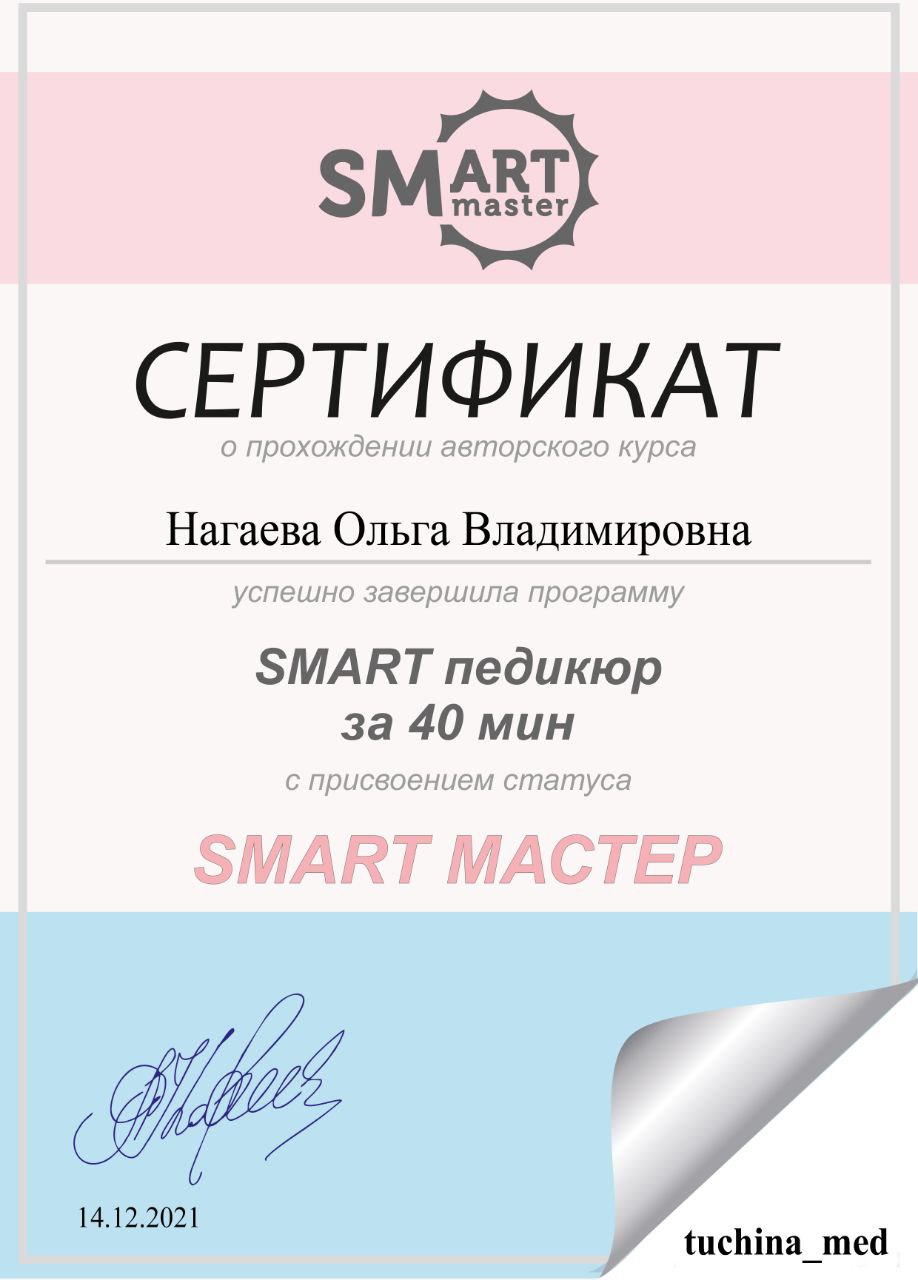 SMART
master
СЕРТИФИКАТ
о прохождении авторского курса
Нагаева Ольга Владимировна
успешно завершила программу
SMART педикюр
за 40 мин
с присвоением статуса
SMART МАСТЕР
14.12.2021
tuchina_med